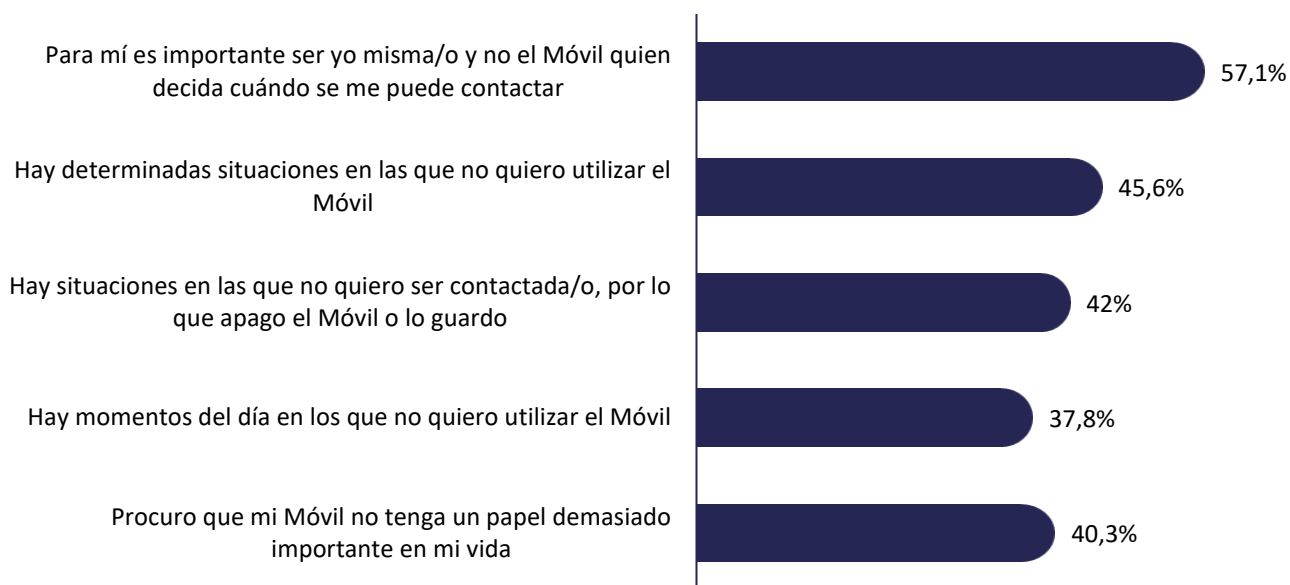 Para mí es importante ser yo misma/o y no el Móvil quien
decida cuándo se me puede contactar
57,1%
Hay determinadas situaciones en las que no quiero utilizar el
Móvil
45,6%
Hay situaciones en las que no quiero ser contactada/o, por lo
que apago el Móvil o lo guardo
42%
Hay momentos del día en los que no quiero utilizar el Móvil
37,8%
Procuro que mi Móvil no tenga un papel demasiado
importante en mi vida
40,3%